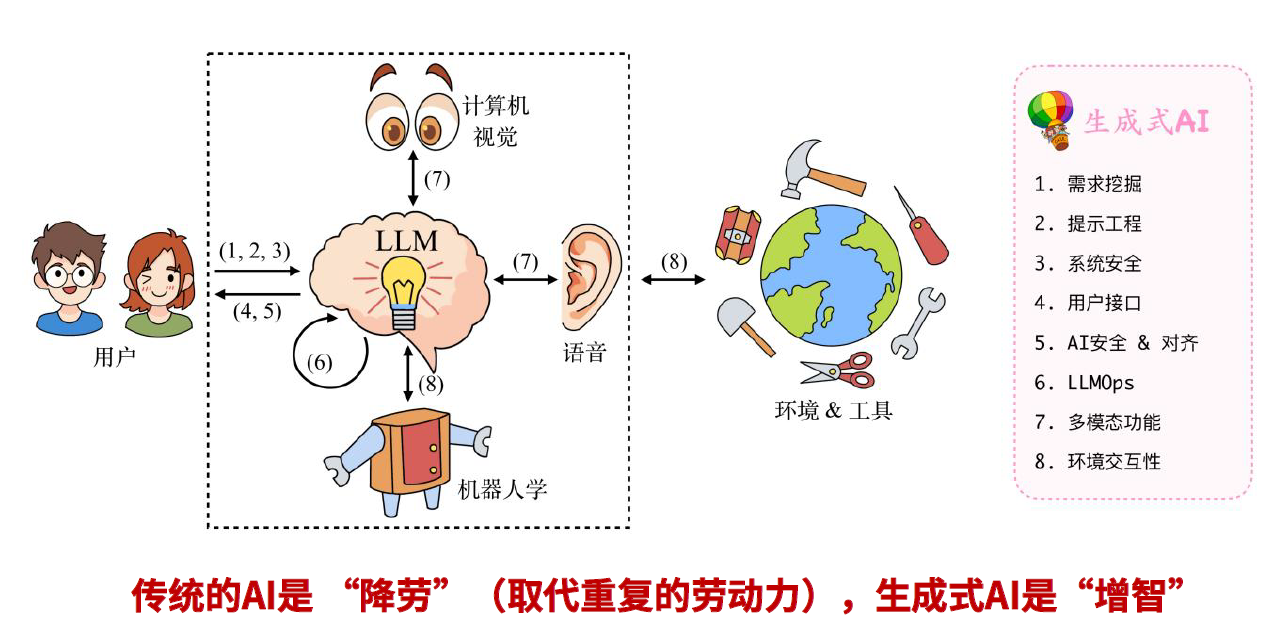 计算机
视觉
(7)
LLM
(1, 2, 3)
(4, 5)
(6)
(7)
(8)
用户
语音
(8)
机器人学
环境 & 工具
生成式AI
1. 需求挖掘
2. 提示工程
3. 系统安全
4. 用户接口
5. AI安全 & 对齐
6. LLMOps
7. 多模态功能
8. 环境交互性
传统的AI是 “降劳” （取代重复的劳动力），生成式AI是“增智”